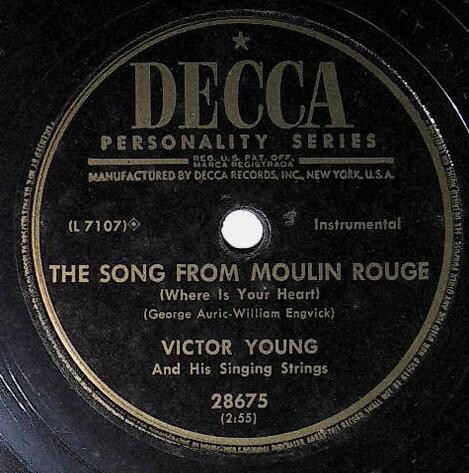 DECCA
PERSONALITY SERIES
REG. U.S. PAT. OFF.
MARCA REGISTRADA
MANUFACTURED BY DECCA RECORDS, INC., NEW YORK, U.S.A.
(L 7107)
Instrumental
THE SONG FROM MOULIN ROUGE
(Where Is Your Heart)
(George Auric-William Engvick)
VICTOR YOUNG
And His Singing Strings
28675
(2:55)